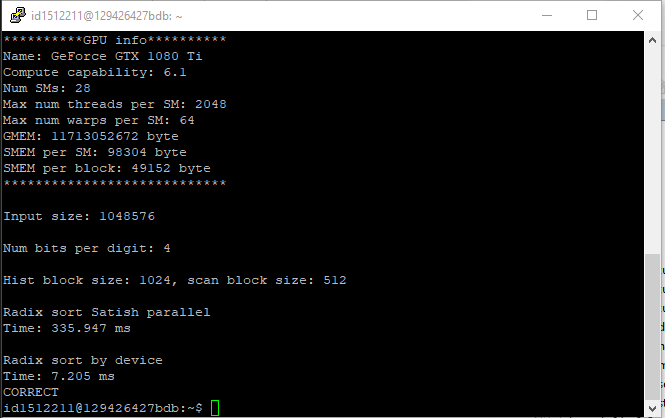 id1512211@129426427bdb: ~
**********GPU info**********
Name: GeForce GTX 1080 Ti
Compute capability: 6.1
Num SMs: 28
Max num threads per SM: 2048
Max num warps per SM: 64
GMEM: 11713052672 byte
SMEM per SM: 98304 byte
SMEM per block: 49152 byte
****************************
Input size: 1048576
Num bits per digit: 4
Hist block size: 1024, scan block size: 512
Radix sort Satish parallel
Time: 335.947 ms
Radix sort by device
Time: 7.205 ms
CORRECT
id1512211@129426427bdb:~$